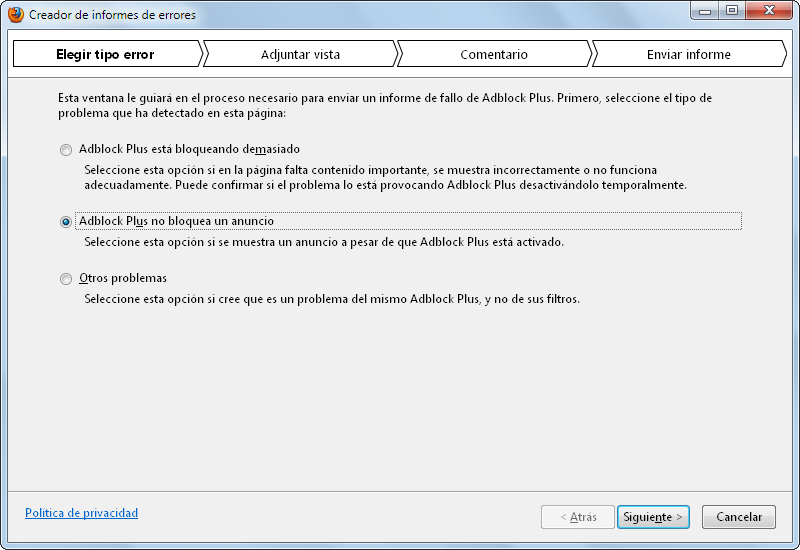 Creador de informes de errores
Elegir tipo error
Adjuntar vista
Comentario
Enviar informe
Esta ventana le guiará en el proceso necesario para enviar un informe de fallo de Adblock Plus. Primero, seleccione el tipo de
problema que ha detectado en esta página:
Adblock Plus está bloqueando demasiado
Seleccione esta opción si en la página falta contenido importante, se muestra incorrectamente o no funciona
adecuadamente. Puede confirmar si el problema lo está provocando Adblock Plus desactivándolo temporalmente.
Adblock Plus no bloquea un anuncio
Seleccione esta opción si se muestra un anuncio a pesar de que Adblock Plus está activado.
Otros problemas
Seleccione esta opción si cree que es un problema del mismo Adblock Plus, y no de sus filtros.
Política de privacidad
< Atrás
Siguiente >
Cancelar